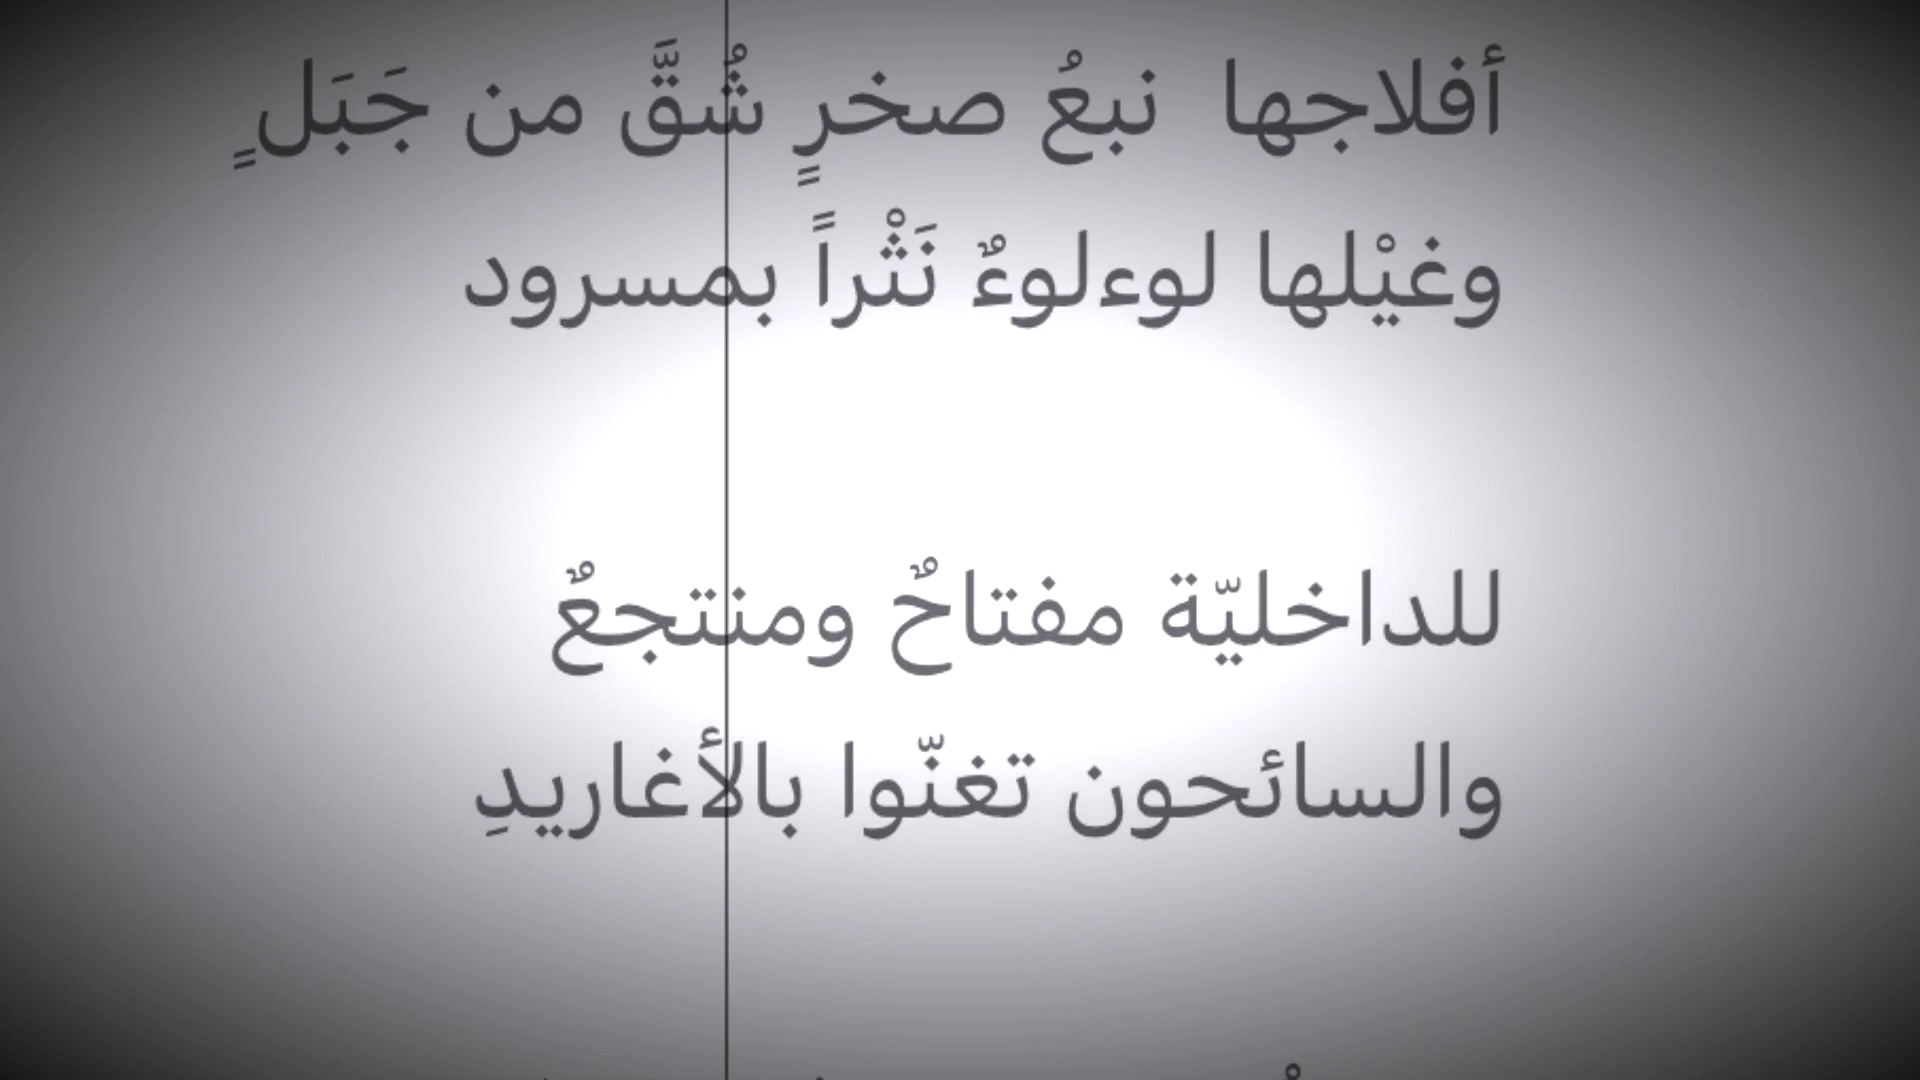 أفلاجها نبعُ صخرٍ شُقَّ من جَبَلٍ
وغيْلها لوءلوءٌ نَثْراً بمسرود
للداخليّة مفتاحٌ ومنتجعٌ
والسائحون تغنّوا بالأغاريدِ